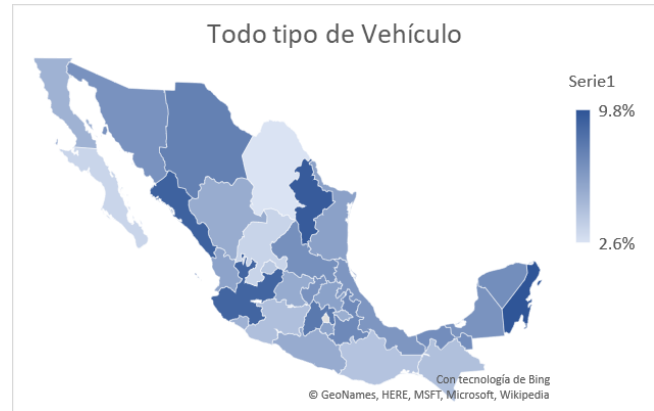 Todo tipo de Vehículo
Serie1
9.8%
2.6%
Con tecnología de Bing
© GeoNames, HERE, MSFT, Microsoft, Wikipedia